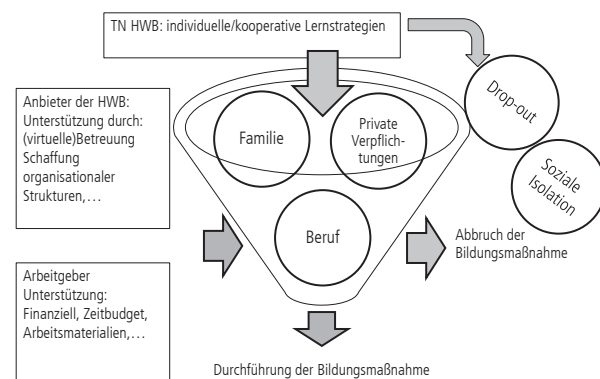 TN HWB: individuelle/kooperative Lernstrategien
Anbieter der HWB:
Unterstützung durch:
(virtuelle)Betreuung
Schaffung
organisationaler
Strukturen,…
Familie
Private
Verpflich-
tungen
Drop-out
Soziale
Isolation
Beruf
Abbruch der
Bildungsmaßnahme
Arbeitgeber
Unterstützung:
Finanziell, Zeitbudget,
Arbeitsmaterialien,…
Durchführung der Bildungsmaßnahme